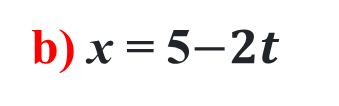 b) x = 5−2t